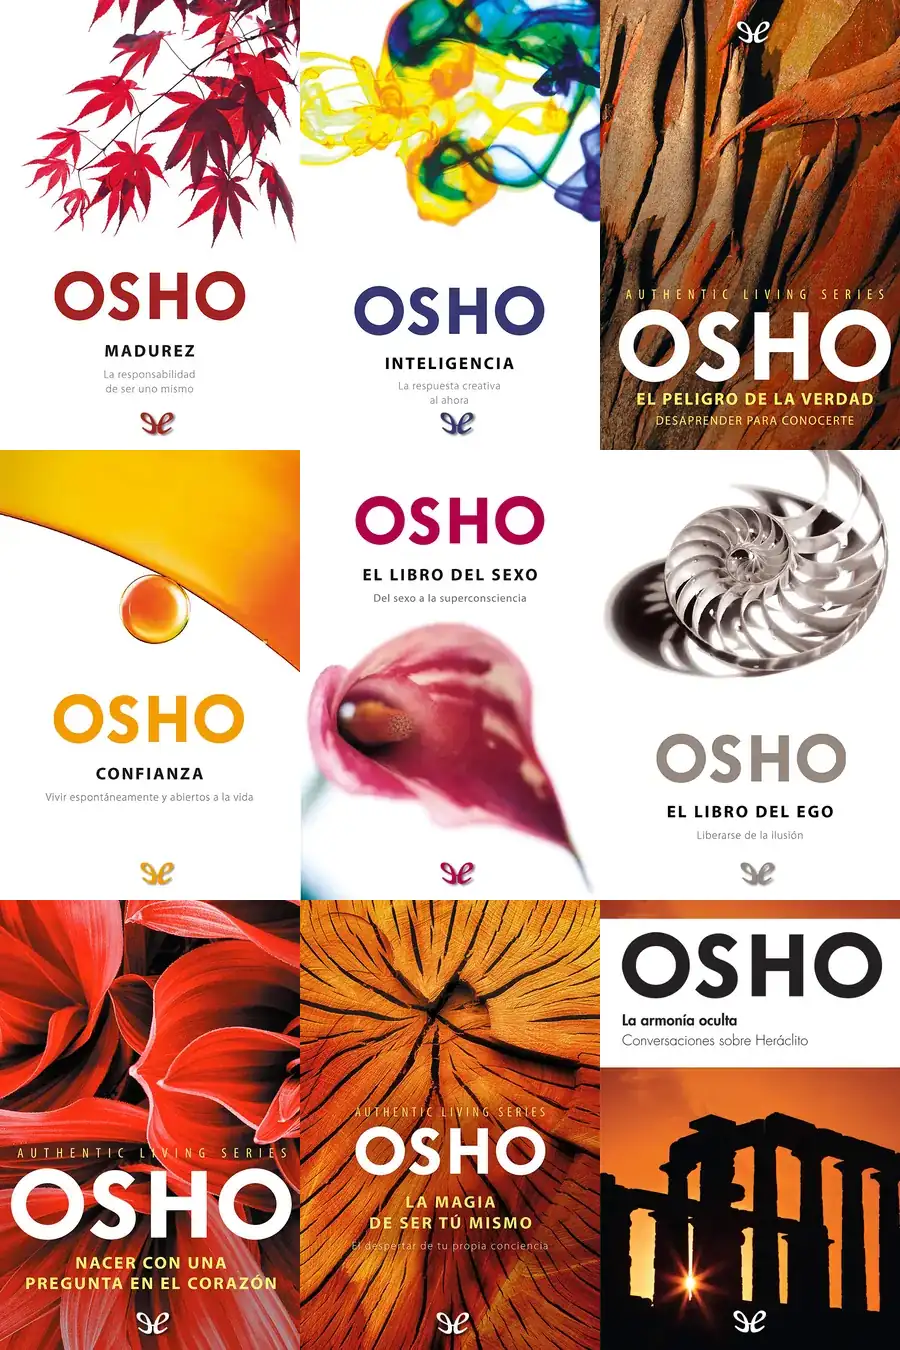 OSHO
MADUREZ
La responsabilidad
de ser uno mismo
OSHO
INTELIGENCIA
La respuesta creativa
al ahora
AUTHENTIC LIVING SERIES
OSHO
EL PELIGRO DE LA VERDAD
DESAPRENDER PARA CONOCERTE
OSHO
CONFIANZA
Vivir espontáneamente y abiertos a la vida
OSHO
EL LIBRO DEL SEXO
Del sexo a la superconsciencia
OSHO
EL LIBRO DEL EGO
Liberarse de la ilusión
AUTHENTIC LIVING SERIES
OSHO
NACER CON UNA
PREGUNTA EN EL CORAZÓN
AUTHENTIC LIVING SERIES
OSHO
LA MAGIA
DE SER TÚ MISMO
El despertar de tu propia conciencia
OSHO
La armonía oculta
Conversaciones sobre Heráclito